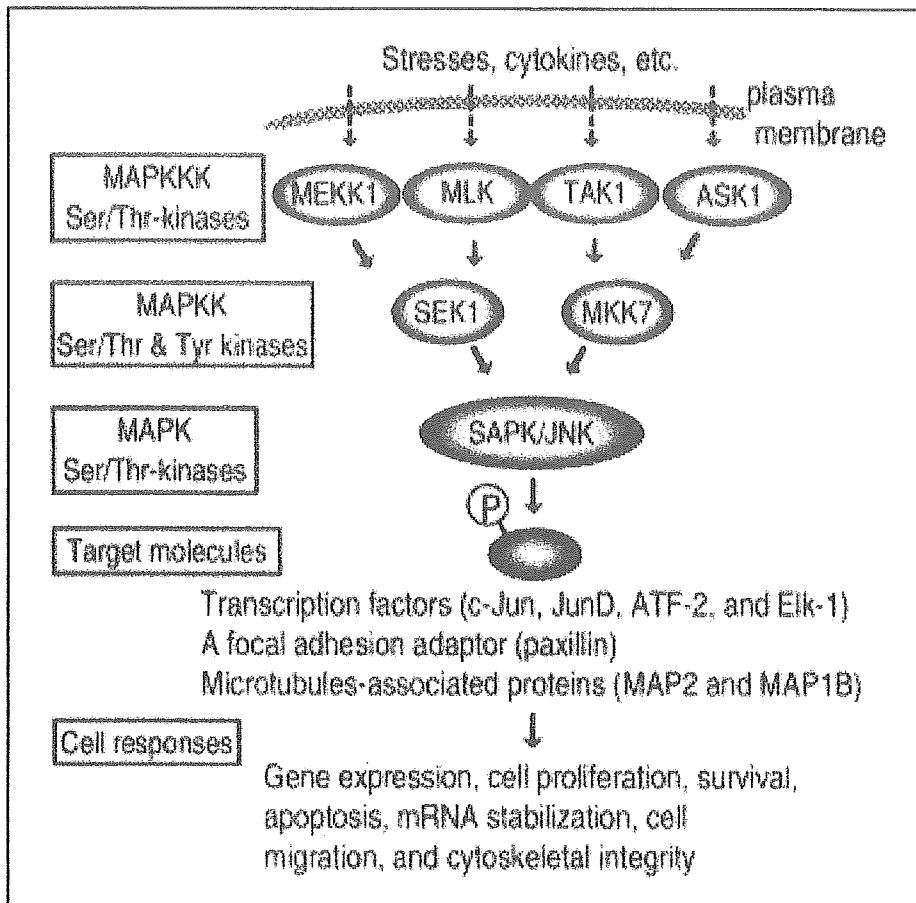 Stresses, cytokines, etc.
plasma
membrane
MAPKKK
Ser/Thr-kinases
MEKK1
MLK
TAK1
ASK1
MAPKK
Ser/Thr & Tyr kinases
SEK1
MKK7
MAPK
Ser/Thr-kinases
SAPK/JNK
P
Target molecules
Transcription factors (c-Jun, JunD, ATF-2, and Elk-1)
A focal adhesion adaptor (paxillin)
Microtubules-associated proteins (MAP2 and MAP1B)
Cell responses
Gene expression, cell proliferation, survival,
apoptosis, mRNA stabilization, cell
migration, and cytoskeletal integrity